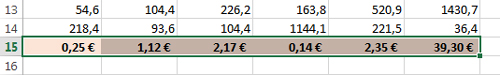 13 54,6 104,4 226,2 163,8 520,9 1430,7
14 218,4 93,6 104,4 1144,1 221,5 36,4
15 0,25 € 1,12 € 2,17 € 0,14 € 2,35 € 39,30 €
16